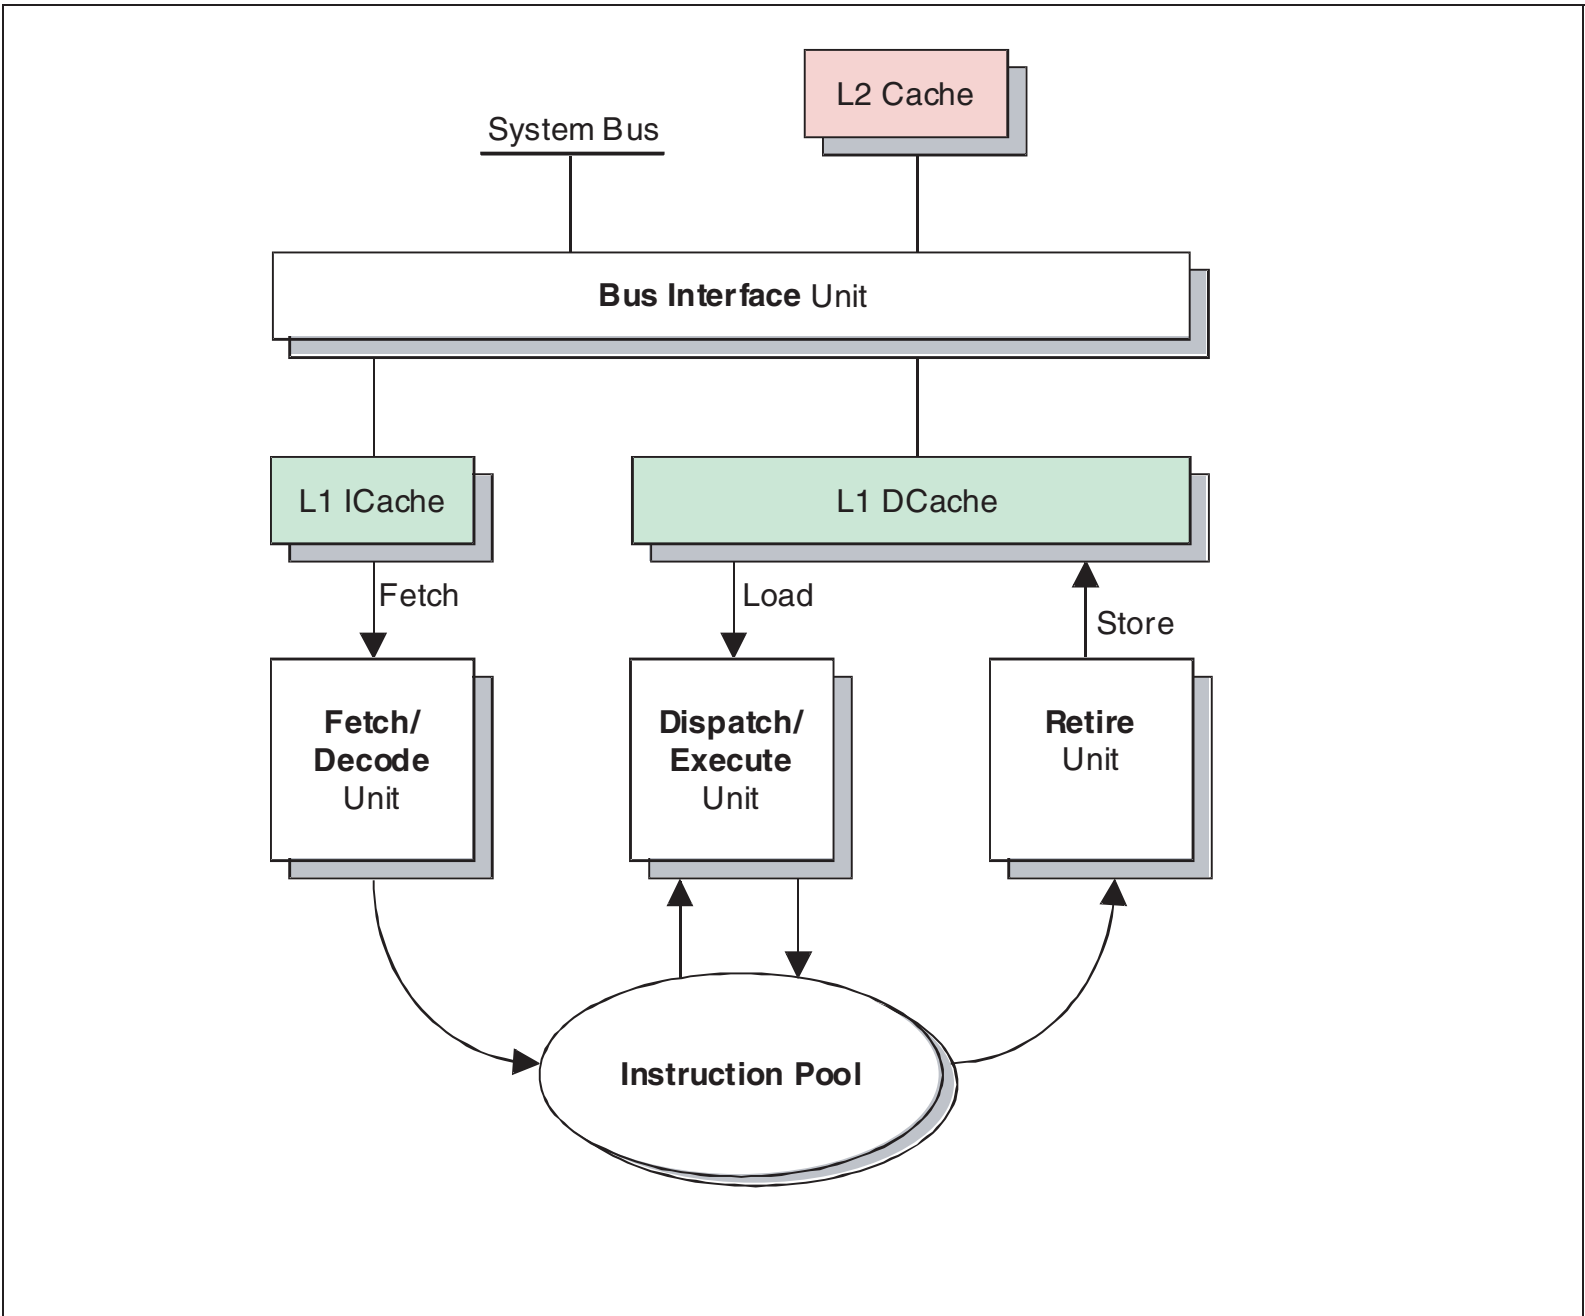 L2 Cache
System Bus
Bus Interface Unit
L1 ICache
L1 DCache
Fetch
Load
Store
Fetch/
Decode
Unit
Dispatch/
Execute
Unit
Retire
Unit
Instruction Pool